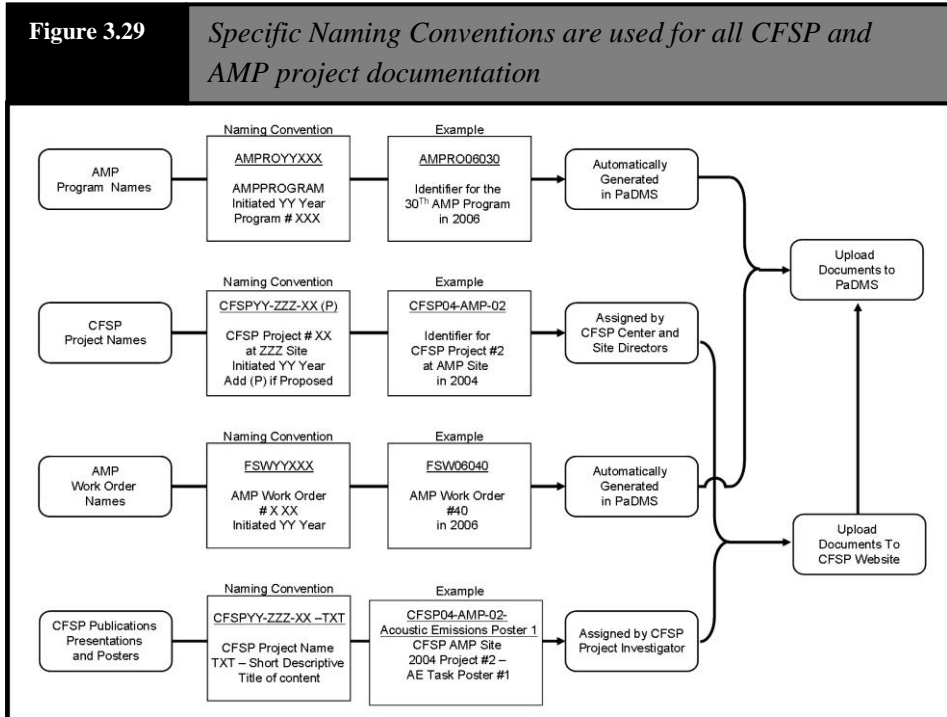 Figure 3.29
Specific Naming Conventions are used for all CFSP and
AMP project documentation
Naming Convention
Example
AMP
Program Names
AMPROYYXXX
AMPPROGRAM
Initiated YY Year
Program # XXX
AMPRO06030
Identifier for the
30Th AMP Program
in 2006
Automatically
Generated
in PaDMS
Upload
Documents to
PaDMS
Naming Convention
Example
CFSP
Project Names
CFSPYY-ZZZ-XX (P)
CFSP Project # XX
at ZZZ Site
Initiated YY Year
Add (P) if Proposed
CFSP04-AMP-02
Identifier for
CFSP Project #2
at AMP Site
in 2004
Assigned by
CFSP Center and
Site Directors
Naming Convention
Example
AMP
Work Order
Names
FSWYYXXX
AMP Work Order
# X XX
Initiated YY Year
FSW06040
AMP Work Order
#40
in 2006
Automatically
Generated
in PaDMS
Upload
Documents To
CFSP Website
Naming Convention
Example
CFSP Publications
Presentations
and Posters
CFSPYY-ZZZ-XX –TXT
CFSP Project Name
TXT – Short Descriptive
Title of content
CFSP04-AMP-02-
Acoustic Emissions Poster 1
CFSP AMP Site
2004 Project #2 –
AE Task Poster #1
Assigned by CFSP
Project Investigator